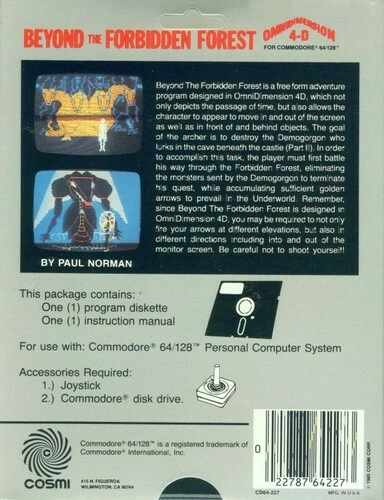 BEYOND THE FORBIDDEN FOREST
OMNIDIMENSION
4-D
FOR COMMODORE® 64/128™
Beyond The Forbidden Forest is a free form adventure
program designed in OmniDimension 4D, which not
only depicts the passage of time, but also allows the
character to appear to move in and out of the screen
as well as in front of and behind objects. The goal
of the archer is to destroy the Demogorgon who
lurks in the cave beneath the castle (Part II). In order
to accomplish this task, the player must first battle
his way through the Forbidden Forest, eliminating
the monsters sent by the Demogorgon to terminate
his quest, while accumulating sufficient golden
arrows to prevail in the Underworld. Remember,
since Beyond The Forbidden Forest is designed in
OmniDimension 4D, you may be required to not only
fire your arrows at different elevations, but also in
different directions including into and out of the
monitor screen. Be careful not to shoot yourself!
BY PAUL NORMAN
This package contains:
One (1) program diskette
One (1) instruction manual
For use with: Commodore® 64/128™ Personal Computer System
Accessories Required:
1.) Joystick
2.) Commodore® disk drive.
COSMI
Commodore® 64/128™ is a registered trademark of
Commodore® International, Inc.
415 N. FIGUEROA
WILMINGTON, CA 90744
0 22787 64227
CD64-227
MFG. IN U.S.A.
© 1985 COSMI CORP.